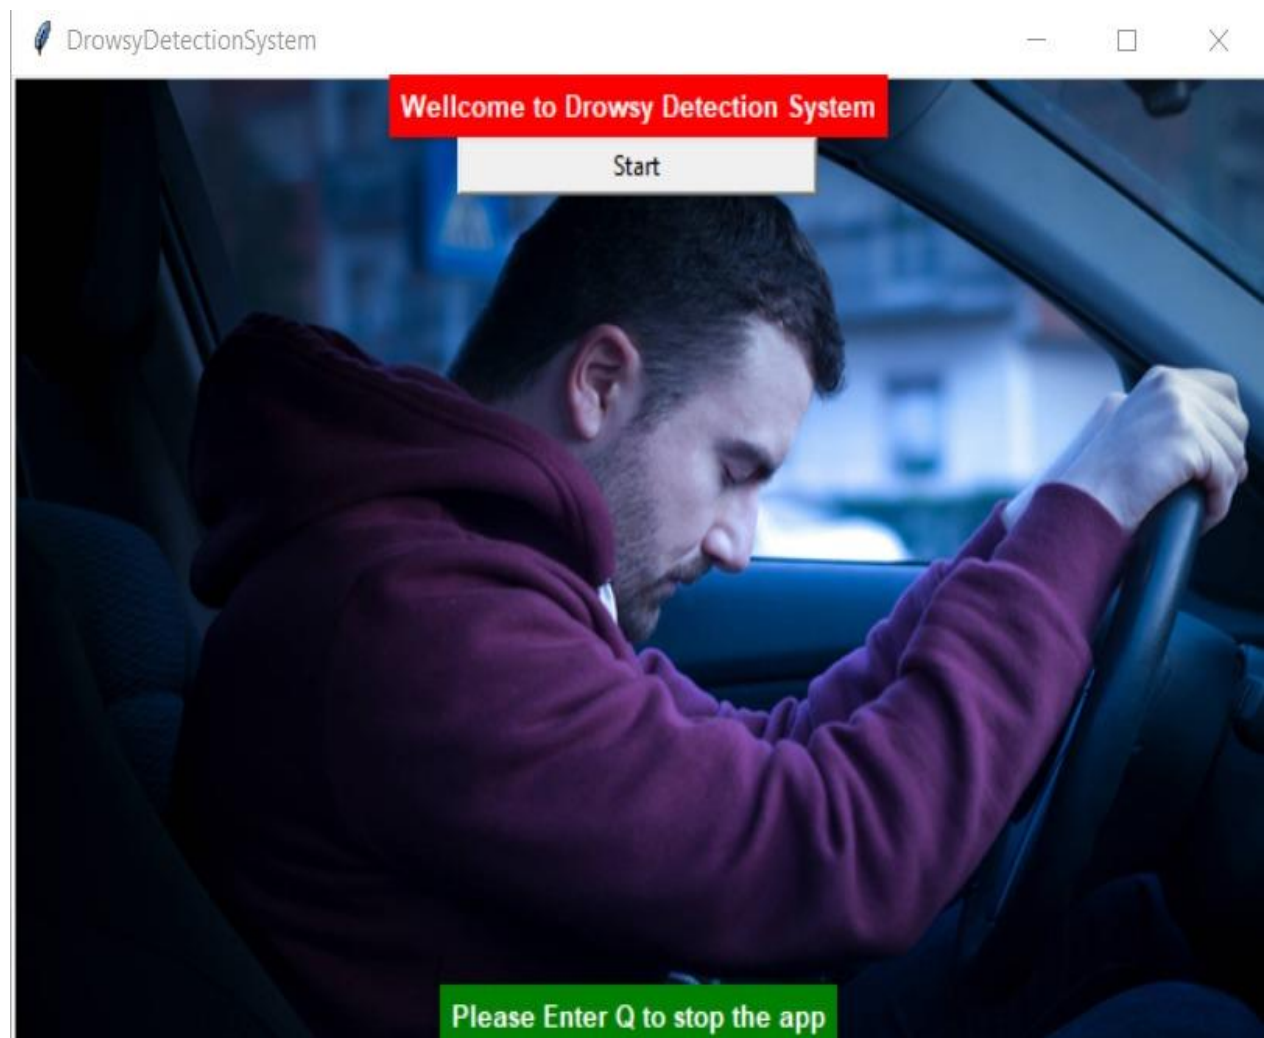 DrowsyDetectionSystem
Wellcome to Drowsy Detection System
Start
Please Enter Q to stop the app